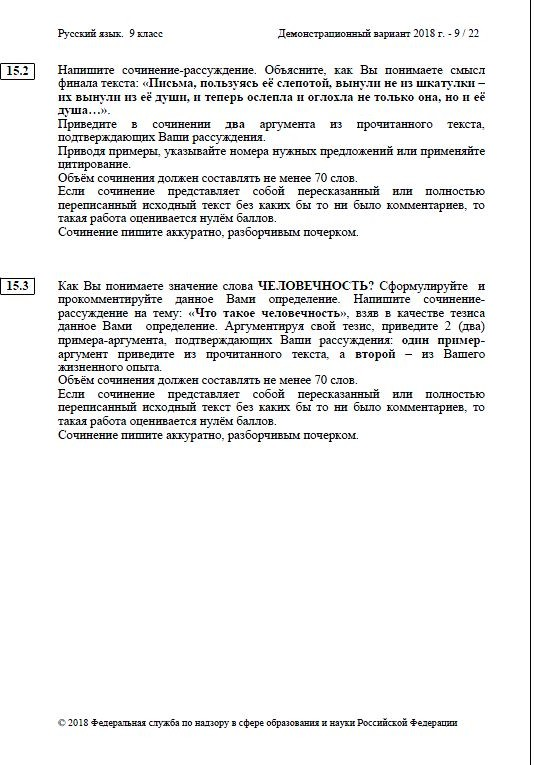 Русский язык. 9 класс
Демонстрационный вариант 2018 г. - 9 / 22
15.2
Напишите сочинение-рассуждение. Объясните, как Вы понимаете смысл
финала текста: «Письма, пользуясь её слепотой, вынули не из шкатулки –
их вынули из её души, и теперь ослепла и оглохла не только она, но и её
душа…».
Приведите в сочинении два аргумента из прочитанного текста,
подтверждающих Ваши рассуждения.
Приводя примеры, указывайте номера нужных предложений или применяйте
цитирование.
Объём сочинения должен составлять не менее 70 слов.
Если сочинение представляет собой пересказанный или полностью
переписанный исходный текст без каких бы то ни было комментариев, то
такая работа оценивается нулём баллов.
Сочинение пишите аккуратно, разборчивым почерком.
15.3
Как Вы понимаете значение слова ЧЕЛОВЕЧНОСТЬ? Сформулируйте и
прокомментируйте данное Вами определение. Напишите сочинение-
рассуждение на тему: «Что такое человечность», взяв в качестве тезиса
данное Вами определение. Аргументируя свой тезис, приведите 2 (два)
примера-аргумента, подтверждающих Ваши рассуждения: один пример-
аргумент приведите из прочитанного текста, а второй – из Вашего
жизненного опыта.
Объём сочинения должен составлять не менее 70 слов.
Если сочинение представляет собой пересказанный или полностью
переписанный исходный текст без каких бы то ни было комментариев, то
такая работа оценивается нулём баллов.
Сочинение пишите аккуратно, разборчивым почерком.
© 2018 Федеральная служба по надзору в сфере образования и науки Российской Федерации